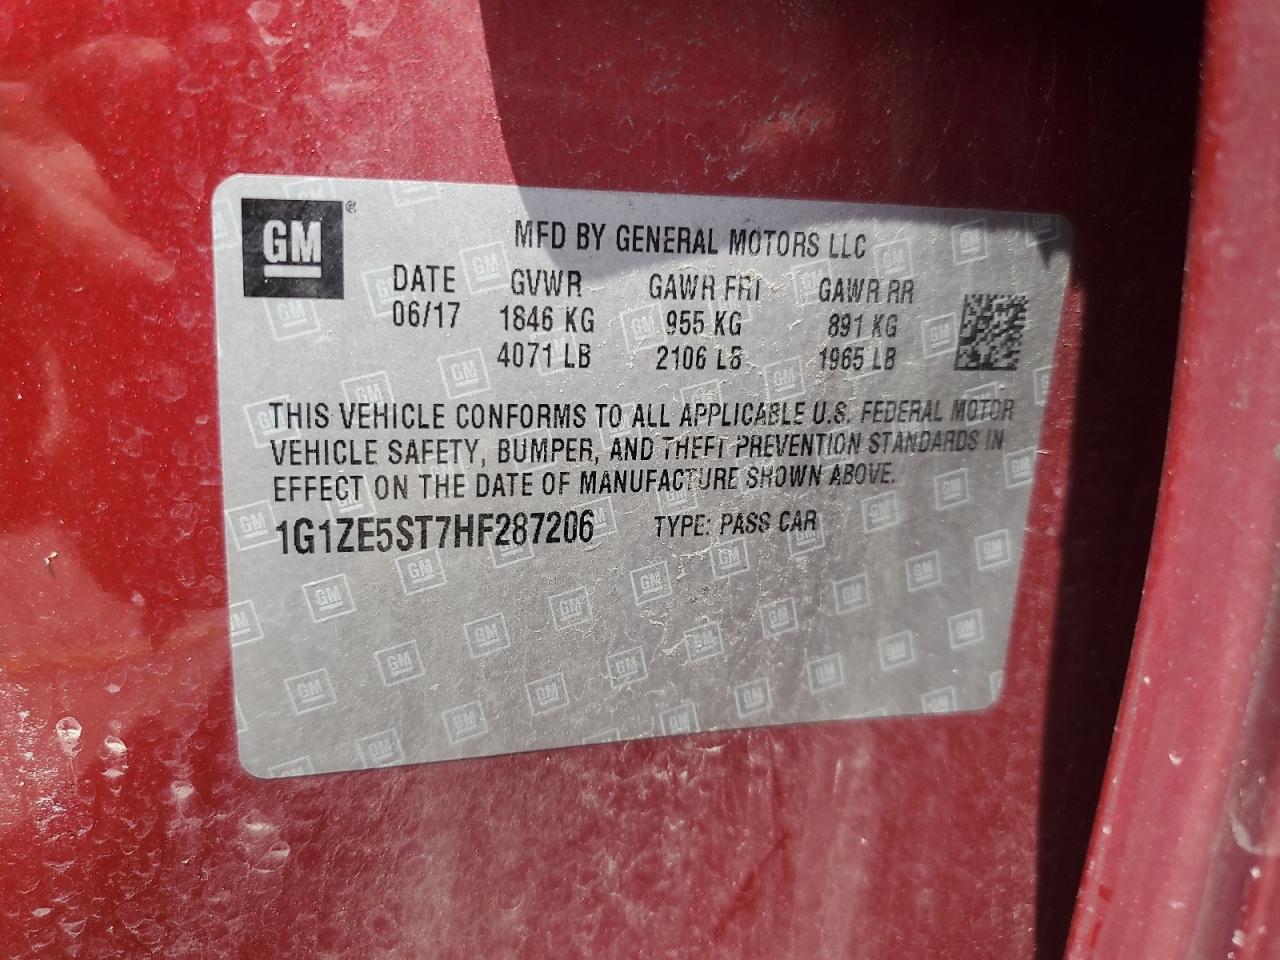 GM®
MFD BY GENERAL MOTORS LLC
DATE GVWR GAWR FRT GAWR RR
06/17 1846 KG 955 KG 891 KG
4071 LB 2106 LB 1965 LB
THIS VEHICLE CONFORMS TO ALL APPLICABLE U.S. FEDERAL MOTOR
VEHICLE SAFETY, BUMPER, AND THEFT PREVENTION STANDARDS IN
EFFECT ON THE DATE OF MANUFACTURE SHOWN ABOVE.
1G1ZE5ST7HF287206 TYPE: PASS CAR